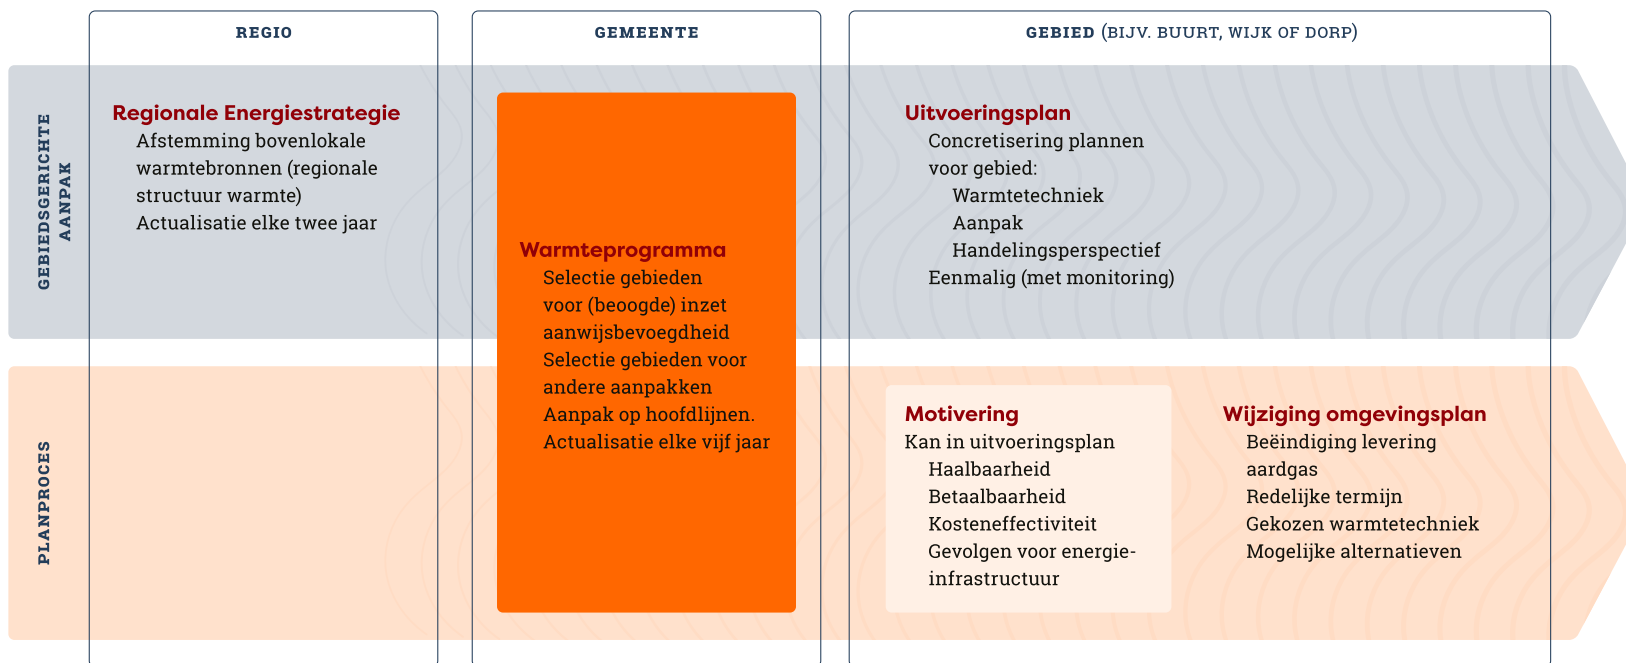 REGIO
GEMEENTE
GEBIED (BIJV. BUURT, WIJK OF DORP)
GEBIEDSGERICHTE
AANPAK
Regionale Energiestrategie
Afstemming bovenlokale
warmtebronnen (regionale
structuur warmte)
Actualisatie elke twee jaar
Warmteprogramma
Selectie gebieden
voor (beoogde) inzet
aanwijsbevoegdheid
Selectie gebieden voor
andere aanpakken
Aanpak op hoofdlijnen.
Actualisatie elke vijf jaar
Uitvoeringsplan
Concretisering plannen
voor gebied:
Warmtetechniek
Aanpak
Handelingsperspectief
Eenmalig (met monitoring)
PLANPROCES
Motivering
Kan in uitvoeringsplan
Haalbaarheid
Betaalbaarheid
Kosteneffectiviteit
Gevolgen voor energie-
infrastructuur
Wijziging omgevingsplan
Beëindiging levering
aardgas
Redelijke termijn
Gekozen warmtetechniek
Mogelijke alternatieven